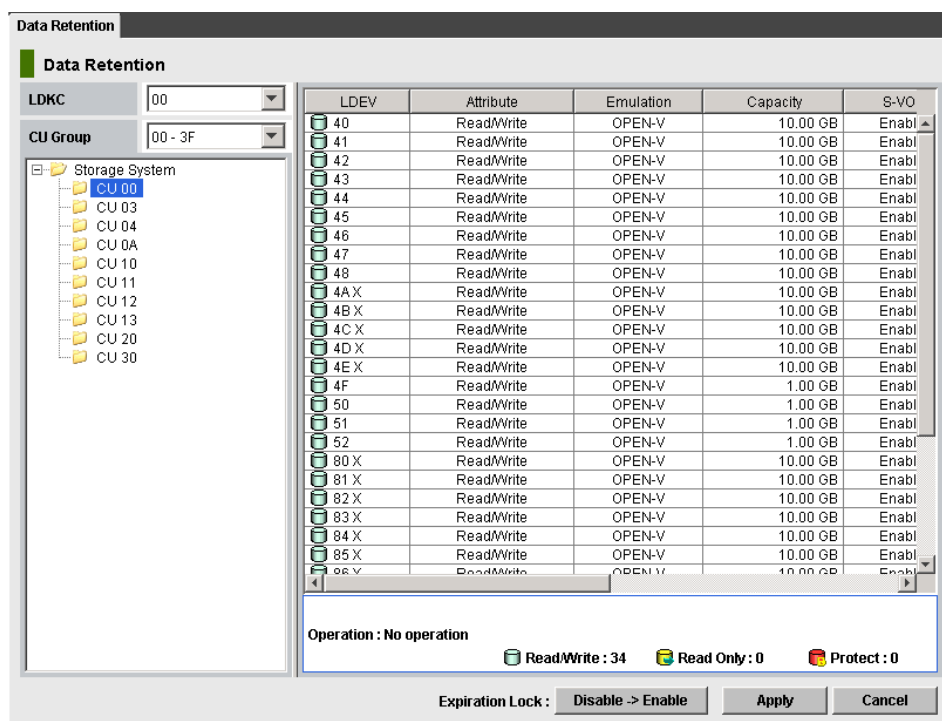 Data Retention
Data Retention
LDKC 00
CU Group 00 - 3F
Storage System
CU 00
CU 03
CU 04
CU 0A
CU 10
CU 11
CU 12
CU 13
CU 20
CU 30
LDEV Attribute Emulation Capacity S-VO
40 Read/Write OPEN-V 10.00 GB Enabl
41 Read/Write OPEN-V 10.00 GB Enabl
42 Read/Write OPEN-V 10.00 GB Enabl
43 Read/Write OPEN-V 10.00 GB Enabl
44 Read/Write OPEN-V 10.00 GB Enabl
45 Read/Write OPEN-V 10.00 GB Enabl
46 Read/Write OPEN-V 10.00 GB Enabl
47 Read/Write OPEN-V 10.00 GB Enabl
48 Read/Write OPEN-V 10.00 GB Enabl
4A X Read/Write OPEN-V 10.00 GB Enabl
4B X Read/Write OPEN-V 10.00 GB Enabl
4C X Read/Write OPEN-V 10.00 GB Enabl
4D X Read/Write OPEN-V 10.00 GB Enabl
4E X Read/Write OPEN-V 10.00 GB Enabl
4F Read/Write OPEN-V 1.00 GB Enabl
50 Read/Write OPEN-V 1.00 GB Enabl
51 Read/Write OPEN-V 1.00 GB Enabl
52 Read/Write OPEN-V 1.00 GB Enabl
80 X Read/Write OPEN-V 10.00 GB Enabl
81 X Read/Write OPEN-V 10.00 GB Enabl
82 X Read/Write OPEN-V 10.00 GB Enabl
83 X Read/Write OPEN-V 10.00 GB Enabl
84 X Read/Write OPEN-V 10.00 GB Enabl
85 X Read/Write OPEN-V 10.00 GB Enabl
86 X Read/Write OPEN-V 10.00 GB Enabl
Operation : No operation
Read/Write : 34 Read Only : 0 Protect : 0
Expiration Lock : Disable -> Enable Apply Cancel